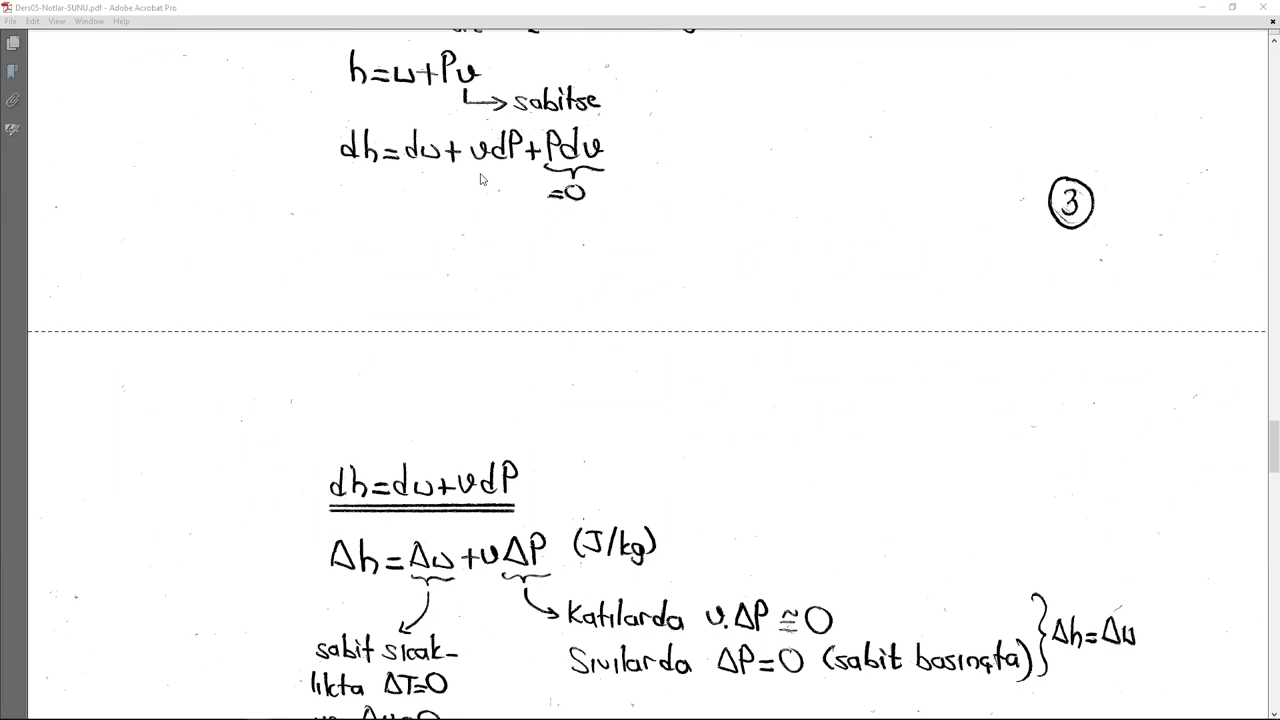 Ders05-Notlar-SUNU.pdf - Adobe Acrobat Pro
File Edit View Window Help
h=u+Pv
→ sabitse
dh=du+vdP+Pdv
=0
3
dh=du+vdP
Δh=Δu+vΔP (J/kg)
Katılarda v.ΔP≅0
Sıvılarda ΔP=0 (sabit basınçta)
Δh=Δu
sabit sıcak-
lıkta ΔT=0